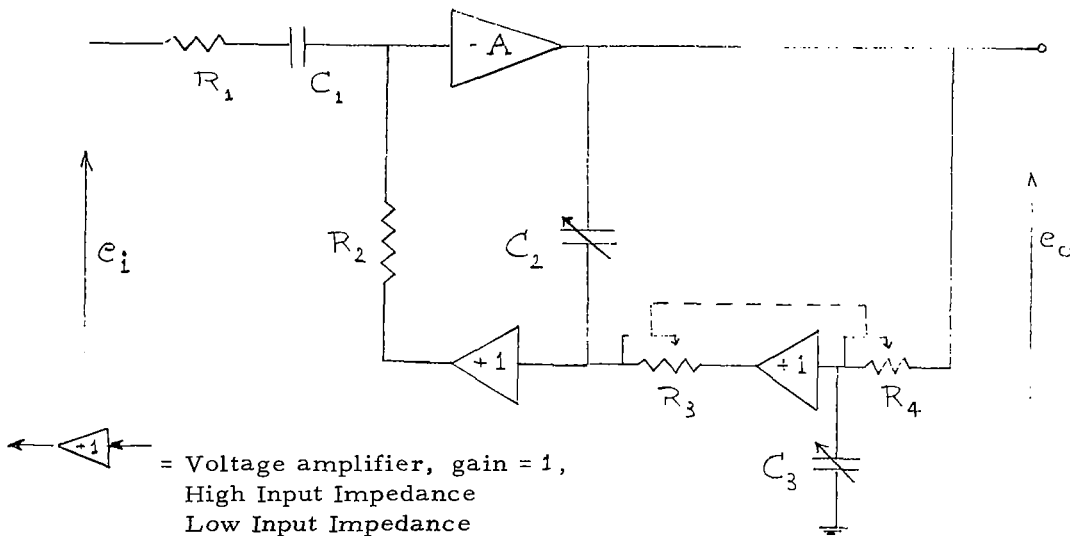 R₁
C₁
- A
R₂
C₂
eᵢ
e₀
+1
R₃
+1
R₄
C₃
+1
= Voltage amplifier, gain = 1,
High Input Impedance
Low Input Impedance